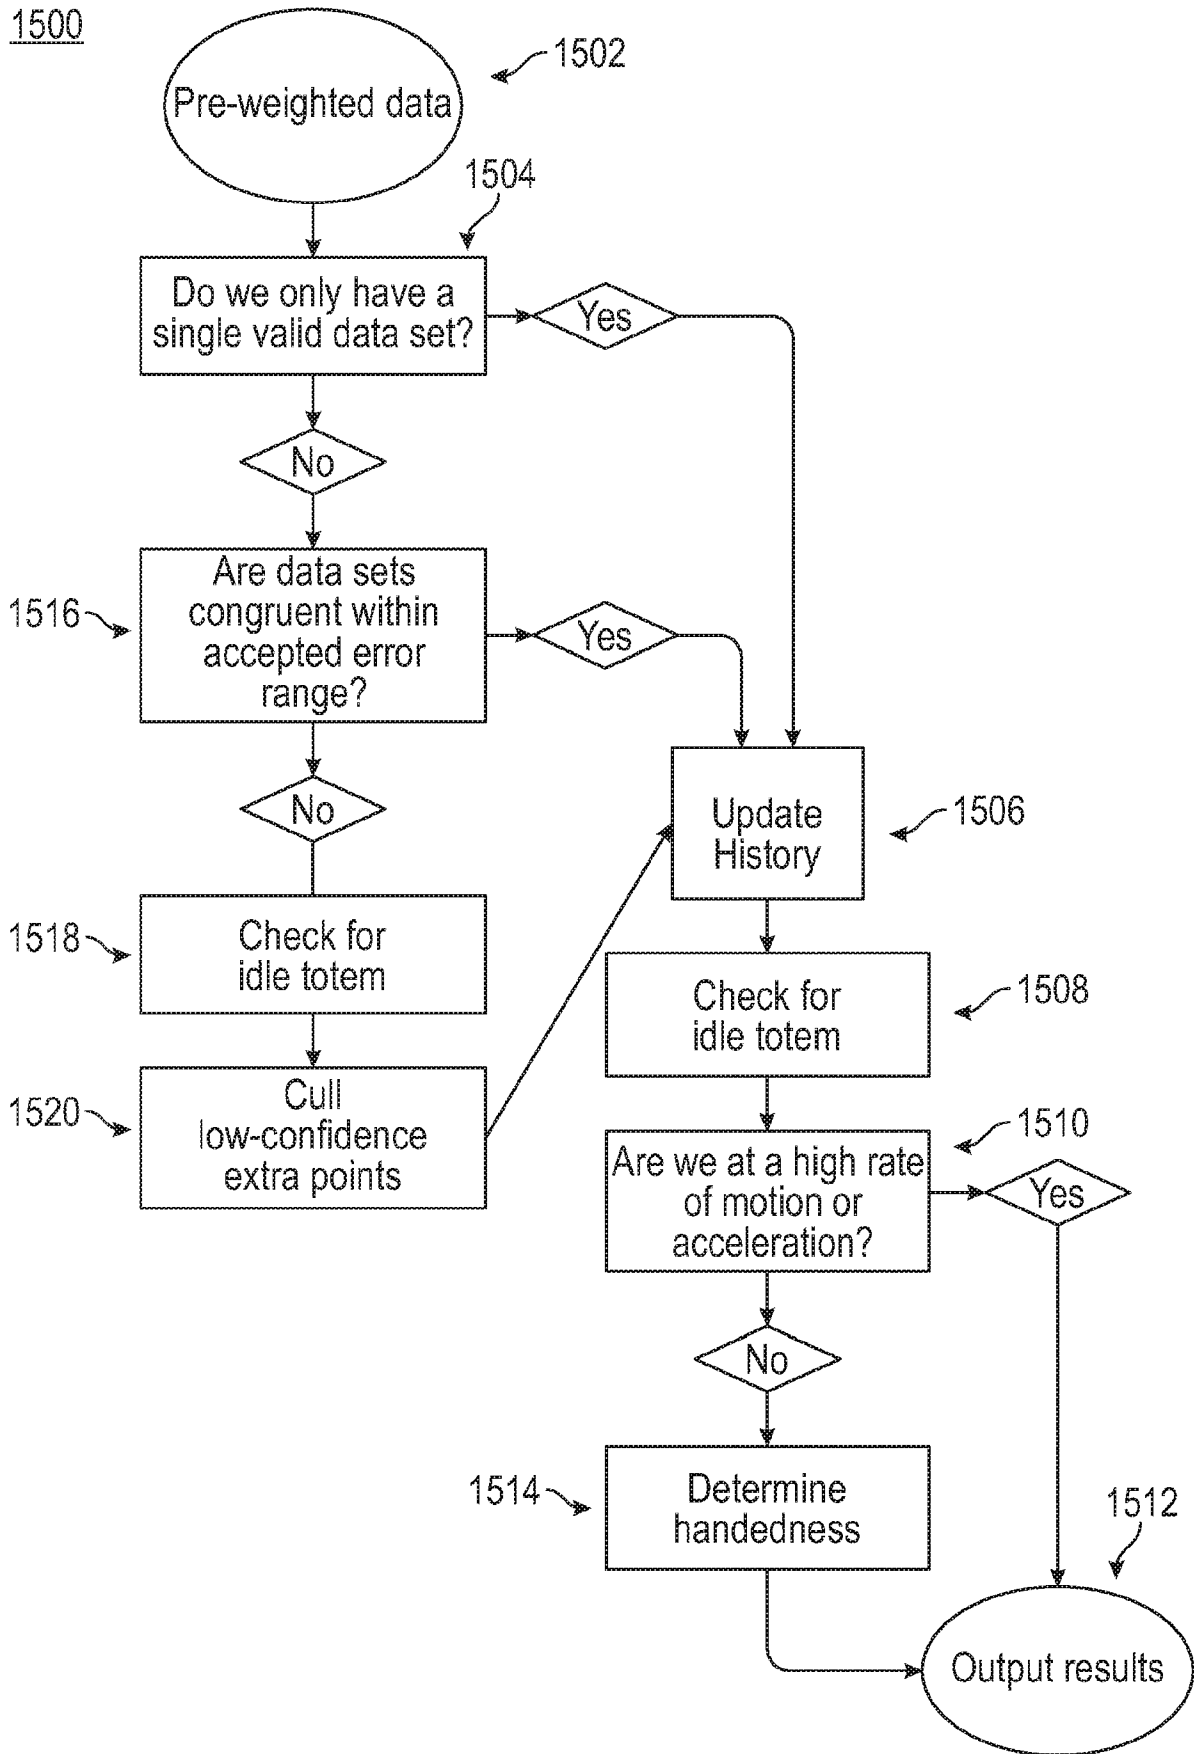 1500
1502
Pre-weighted data
1504
Do we only have a
single valid data set?
Yes
No
1516
Are data sets
congruent within
accepted error
range?
Yes
No
Update
History
1506
1518
Check for
idle totem
Check for
idle totem
1508
1520
Cull
low-confidence
extra points
1510
Are we at a high rate
of motion or
acceleration?
Yes
No
1514
Determine
handedness
1512
Output results